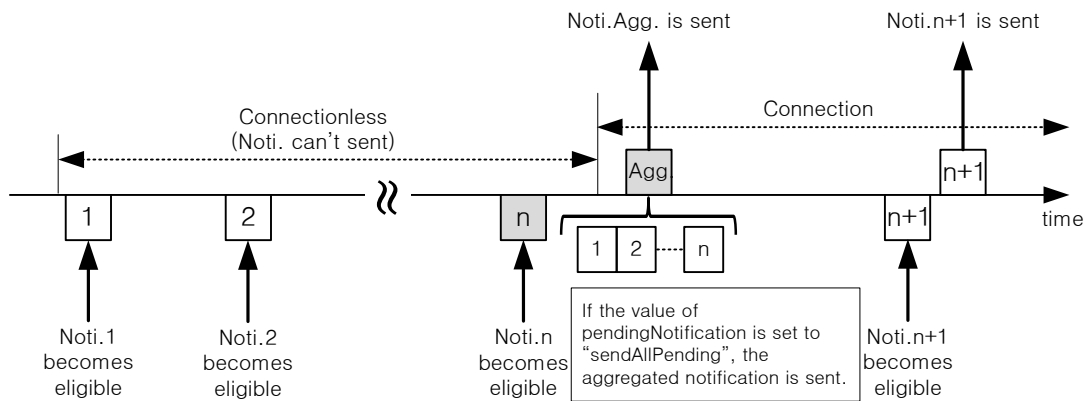 Noti.Agg. is sent
Noti.n+1 is sent
Connectionless
(Noti. can't sent)
Connection
Agg.
n+1
1
2
n
n+1
time
1
2
n
Noti.1
becomes
eligible
Noti.2
becomes
eligible
Noti.n
becomes
eligible
If the value of
pendingNotification is set to
“sendAllPending”, the
aggregated notification is sent.
Noti.n+1
becomes
eligible